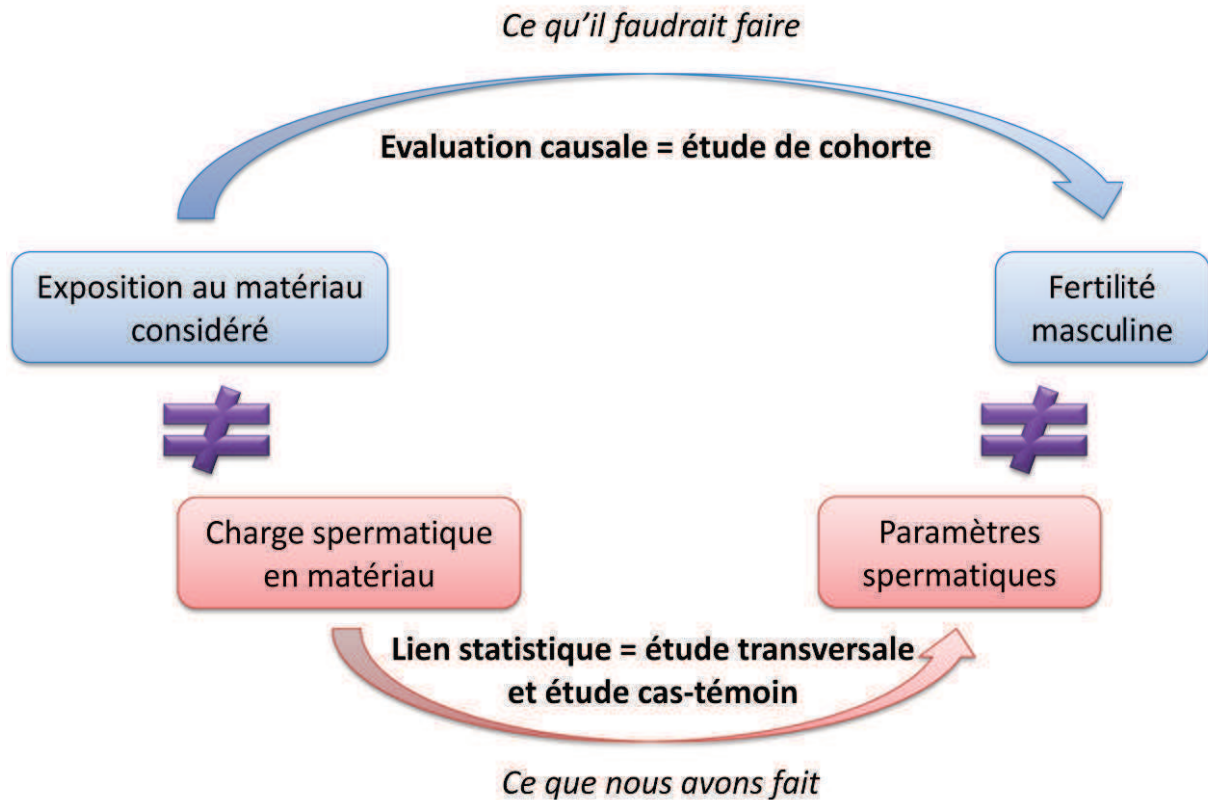 Ce qu'il faudrait faire
Evaluation causale = étude de cohorte
Exposition au matériau
considéré
Fertilité
masculine
≠
≠
Charge spermatique
en matériau
Paramètres
spermatiques
Lien statistique = étude transversale
et étude cas-témoin
Ce que nous avons fait